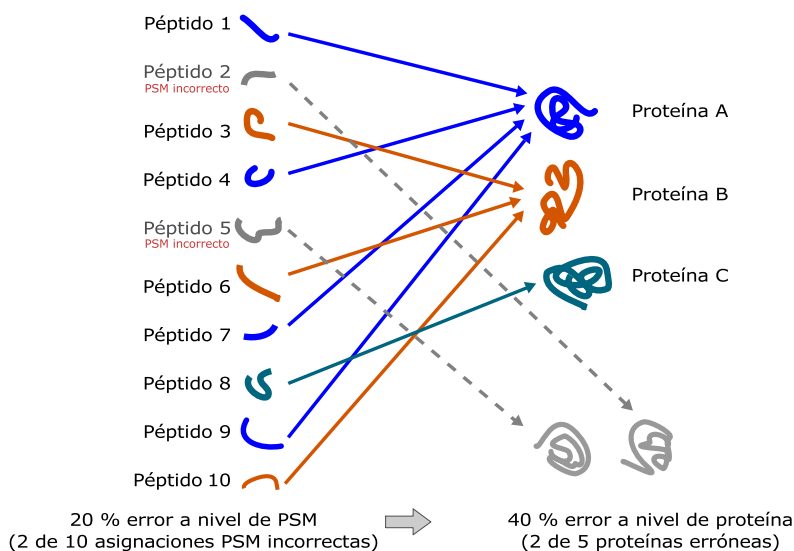 Péptido 1
Péptido 2
PSM incorrecto
Péptido 3
Péptido 4
Péptido 5
PSM incorrecto
Péptido 6
Péptido 7
Péptido 8
Péptido 9
Péptido 10
Proteína A
Proteína B
Proteína C
20 % error a nivel de PSM
(2 de 10 asignaciones PSM incorrectas)
40 % error a nivel de proteína
(2 de 5 proteínas erróneas)